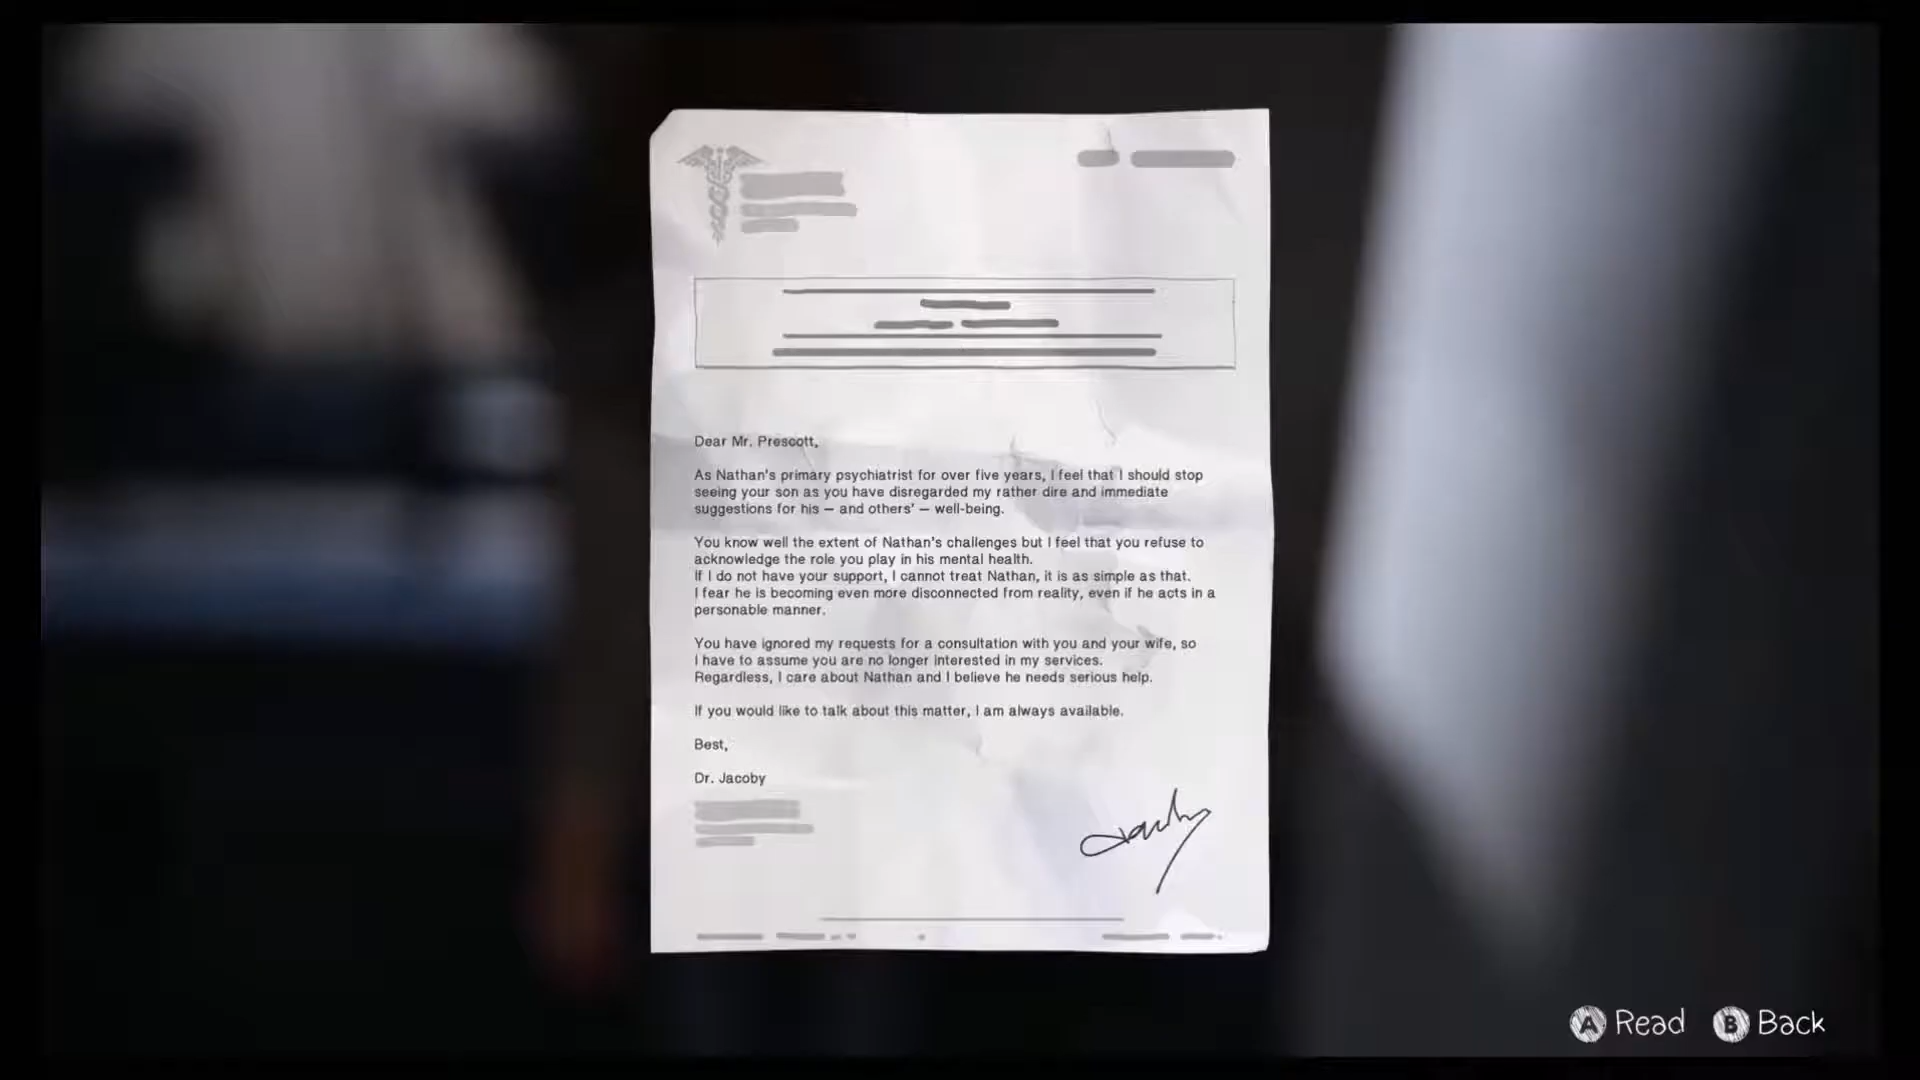 Dear Mr. Prescott,
As Nathan's primary psychiatrist for over five years, I feel that I should stop
seeing your son as you have disregarded my rather dire and immediate
suggestions for his – and others' – well-being.
You know well the extent of Nathan's challenges but I feel that you refuse to
acknowledge the role you play in his mental health.
If I do not have your support, I cannot treat Nathan, it is as simple as that.
I fear he is becoming even more disconnected from reality, even if he acts in a
personable manner.
You have ignored my requests for a consultation with you and your wife, so
I have to assume you are no longer interested in my services.
Regardless, I care about Nathan and I believe he needs serious help.
If you would like to talk about this matter, I am always available.
Best,
Dr. Jacoby
Jacoby
A Read B Back